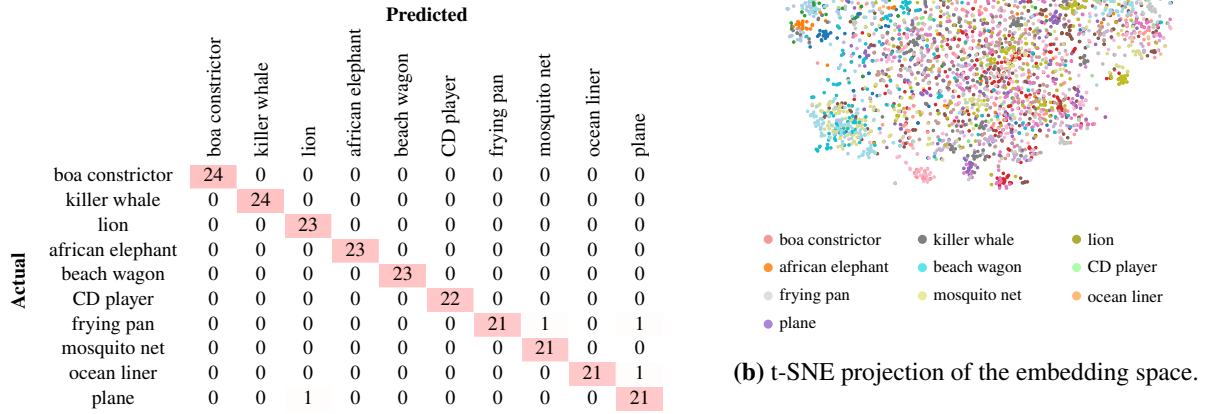 Predicted
boa constrictor killer whale lion african elephant beach wagon CD player frying pan mosquito net ocean liner plane
Actual
boa constrictor 24 0 0 0 0 0 0 0 0 0
killer whale 0 24 0 0 0 0 0 0 0 0
lion 0 0 23 0 0 0 0 0 0 0
african elephant 0 0 0 23 0 0 0 0 0 0
beach wagon 0 0 0 0 23 0 0 0 0 0
CD player 0 0 0 0 0 22 0 0 0 0
frying pan 0 0 0 0 0 0 21 1 0 1
mosquito net 0 0 0 0 0 0 0 21 0 0
ocean liner 0 0 0 0 0 0 0 0 21 1
plane 0 0 1 0 0 0 0 0 0 21
boa constrictor killer whale lion
african elephant beach wagon CD player
frying pan mosquito net ocean liner
plane
(b) t-SNE projection of the embedding space.